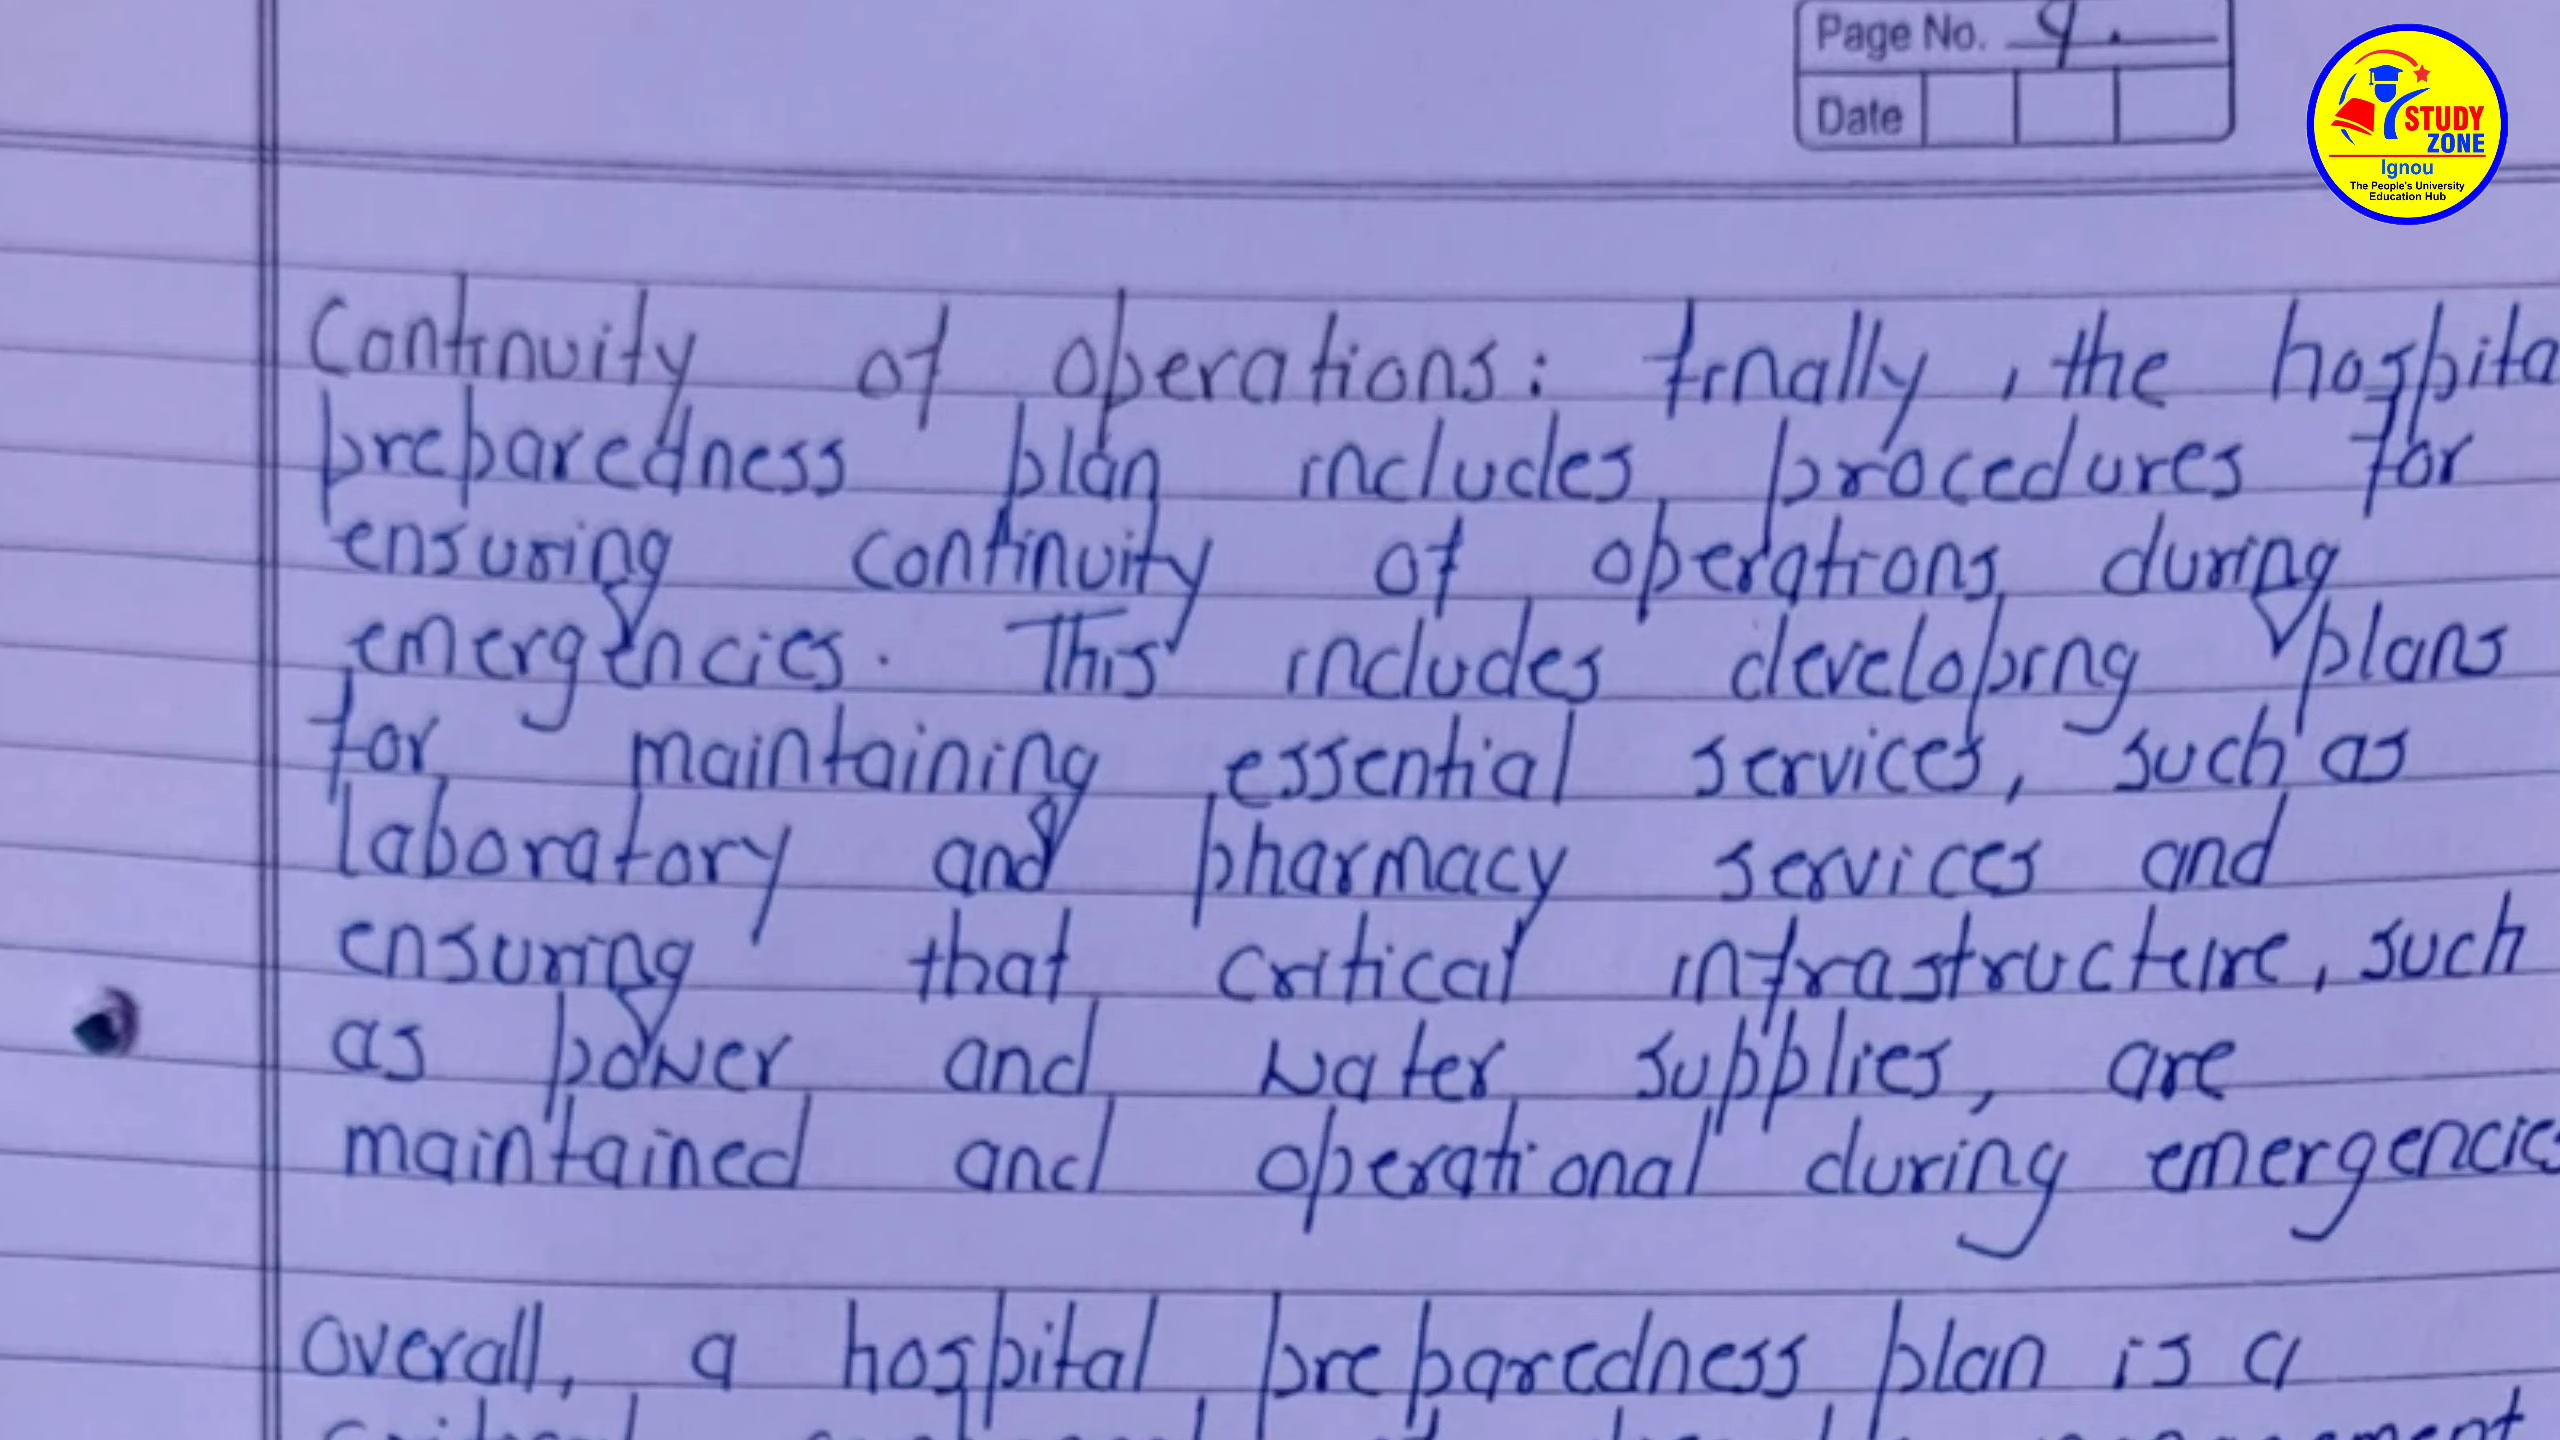 Page No. 9.
Date
STUDY
ZONE
Ignou
The People's University
Education Hub
Continuity of operations: finally, the hospita
preparedness plan includes procedures for
ensuring continuity of operations during
emergencies. This includes developing plans
for maintaining essential services, such as
laboratory and pharmacy services and
ensuring that critical infrastructure, such
as power and water supplies, are
maintained and operational during emergencies
overall, a hospital preparedness plan is a